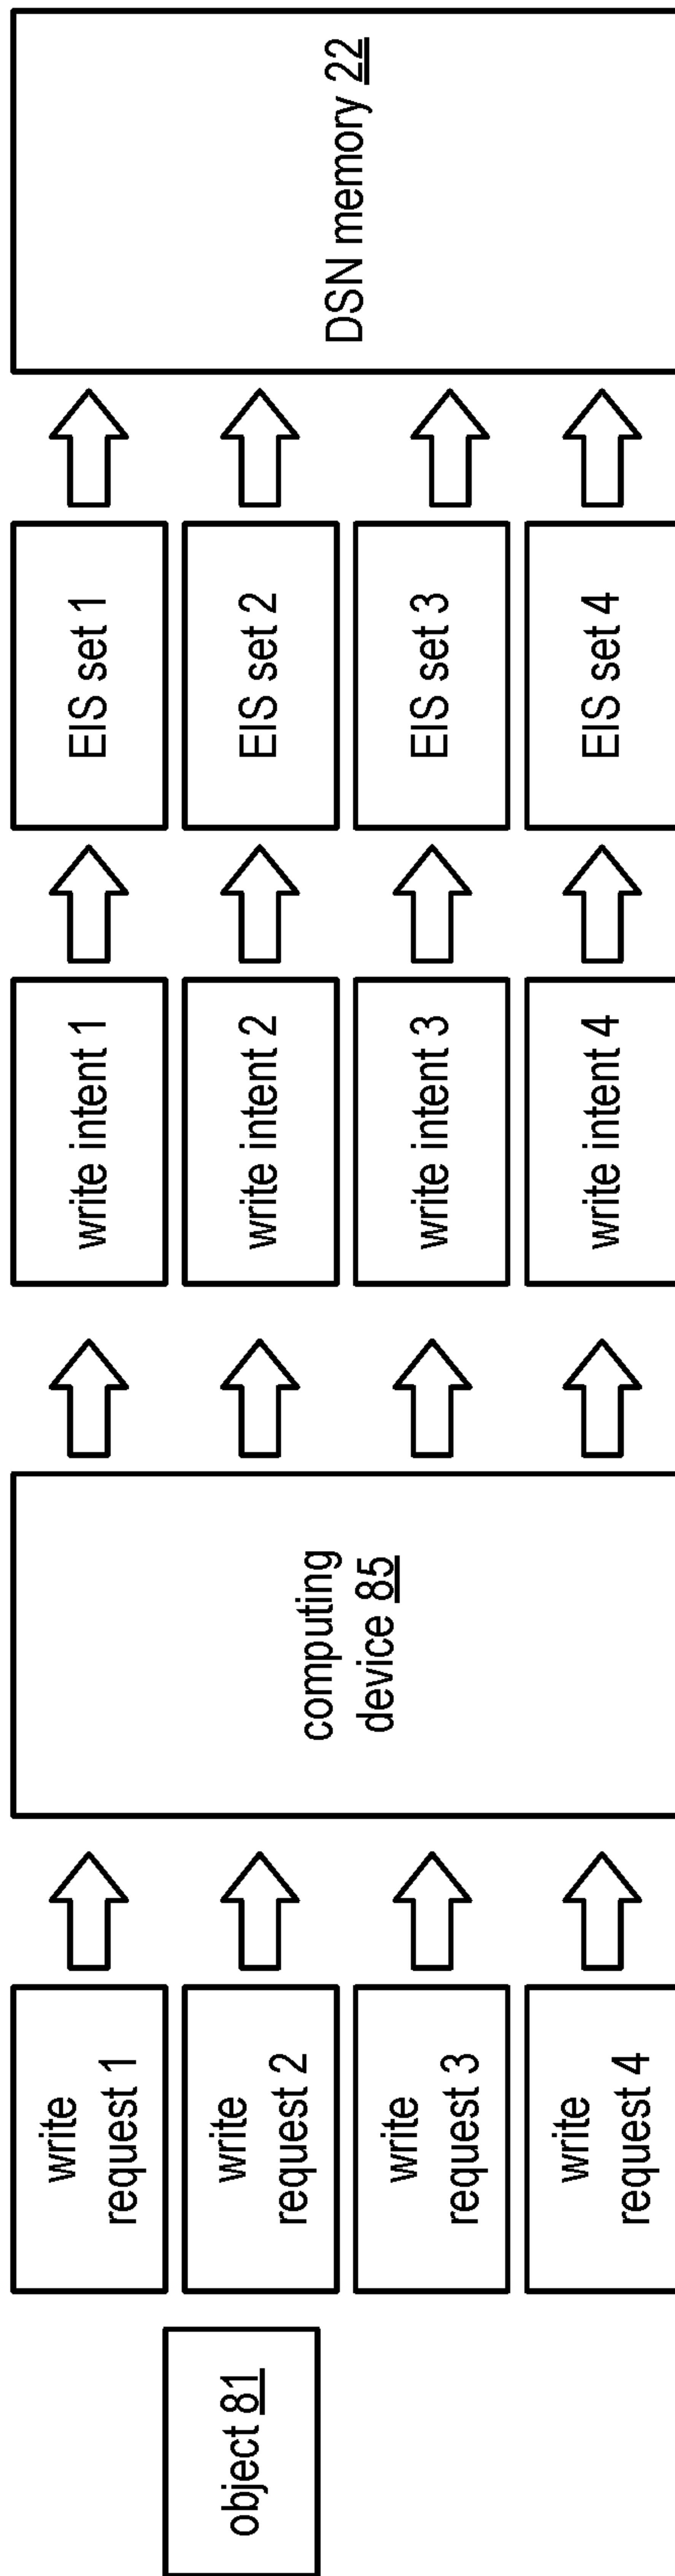 object 81
write
request 1
write
request 2
write
request 3
write
request 4
computing
device 85
write intent 1
write intent 2
write intent 3
write intent 4
EIS set 1
EIS set 2
EIS set 3
EIS set 4
DSN memory 22